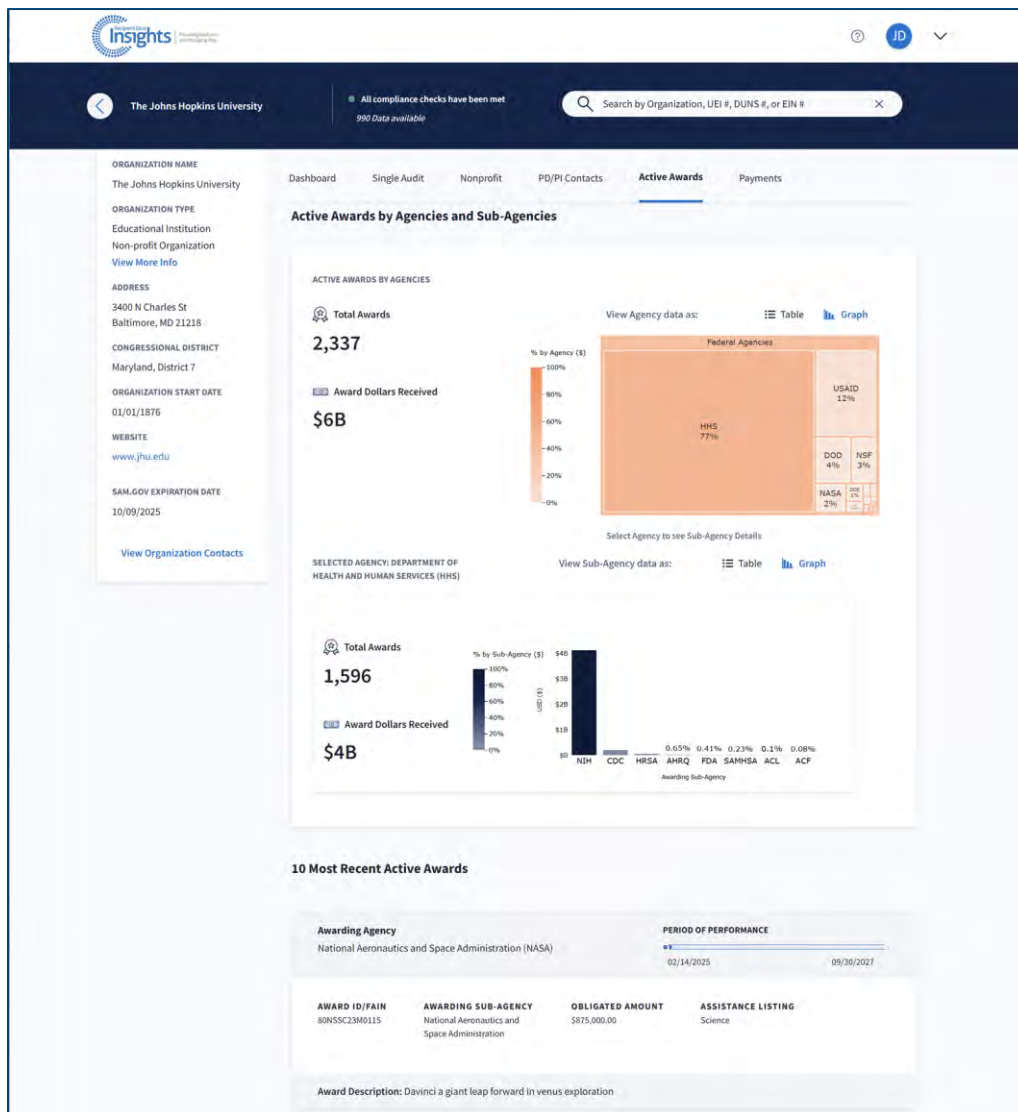 Insights
JD
The Johns Hopkins University
All compliance checks have been met
990 Data available
Search by Organization, UEI #, DUNS #, or EIN #
ORGANIZATION NAME
The Johns Hopkins University
ORGANIZATION TYPE
Educational Institution
Non-profit Organization
View More Info
ADDRESS
3400 N Charles St
Baltimore, MD 21218
CONGRESSIONAL DISTRICT
Maryland, District 7
ORGANIZATION START DATE
01/01/1876
WEBSITE
www.jhu.edu
SAM.GOV EXPIRATION DATE
10/09/2025
View Organization Contacts
Dashboard Single Audit Nonprofit PD/PI Contacts Active Awards Payments
Active Awards by Agencies and Sub-Agencies
ACTIVE AWARDS BY AGENCIES
Total Awards
2,337
Award Dollars Received
$6B
View Agency data as: Table Graph
% by Agency ($)
100%
80%
60%
40%
20%
0%
Federal Agencies
HHS
77%
USAID
12%
DOD
4%
NSF
3%
NASA
2%
Select Agency to see Sub-Agency Details
SELECTED AGENCY: DEPARTMENT OF
HEALTH AND HUMAN SERVICES (HHS)
View Sub-Agency data as: Table Graph
Total Awards
1,596
Award Dollars Received
$4B
% by Sub-Agency ($)
100%
80%
60%
40%
20%
0%
(USD) $
$4B
$3B
$2B
$1B
$0
0.65% 0.41% 0.23% 0.1% 0.08%
NIH CDC HRSA AHRQ FDA SAMHSA ACL ACF
Awarding Sub-Agency
10 Most Recent Active Awards
Awarding Agency
National Aeronautics and Space Administration (NASA)
PERIOD OF PERFORMANCE
02/14/2025 09/30/2027
AWARD ID/FAIN
80NSSC23M0115
AWARDING SUB-AGENCY
National Aeronautics and
Space Administration
OBLIGATED AMOUNT
$875,000.00
ASSISTANCE LISTING
Science
Award Description: Davinci a giant leap forward in venus exploration